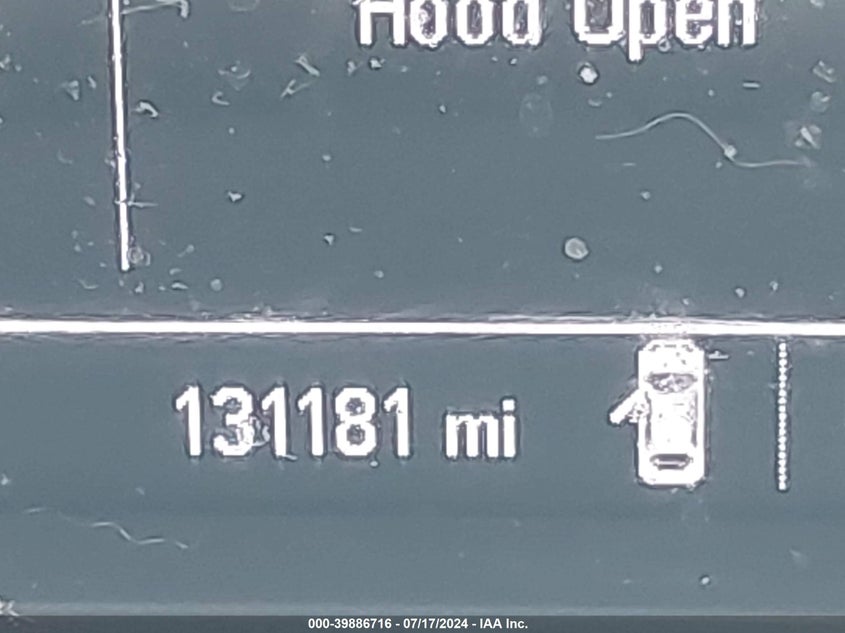 Hood Open
131181 mi
000-39886716 - 07/17/2024 - IAA Inc.